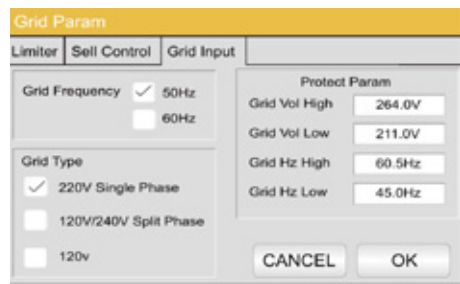 Grid Param
Limiter Sell Control Grid Input
Grid Frequency 50Hz
60Hz
Grid Type
220V Single Phase
120V/240V Split Phase
120v
Protect Param
Grid Vol High 264.0V
Grid Vol Low 211.0V
Grid Hz High 60.5Hz
Grid Hz Low 45.0Hz
CANCEL OK